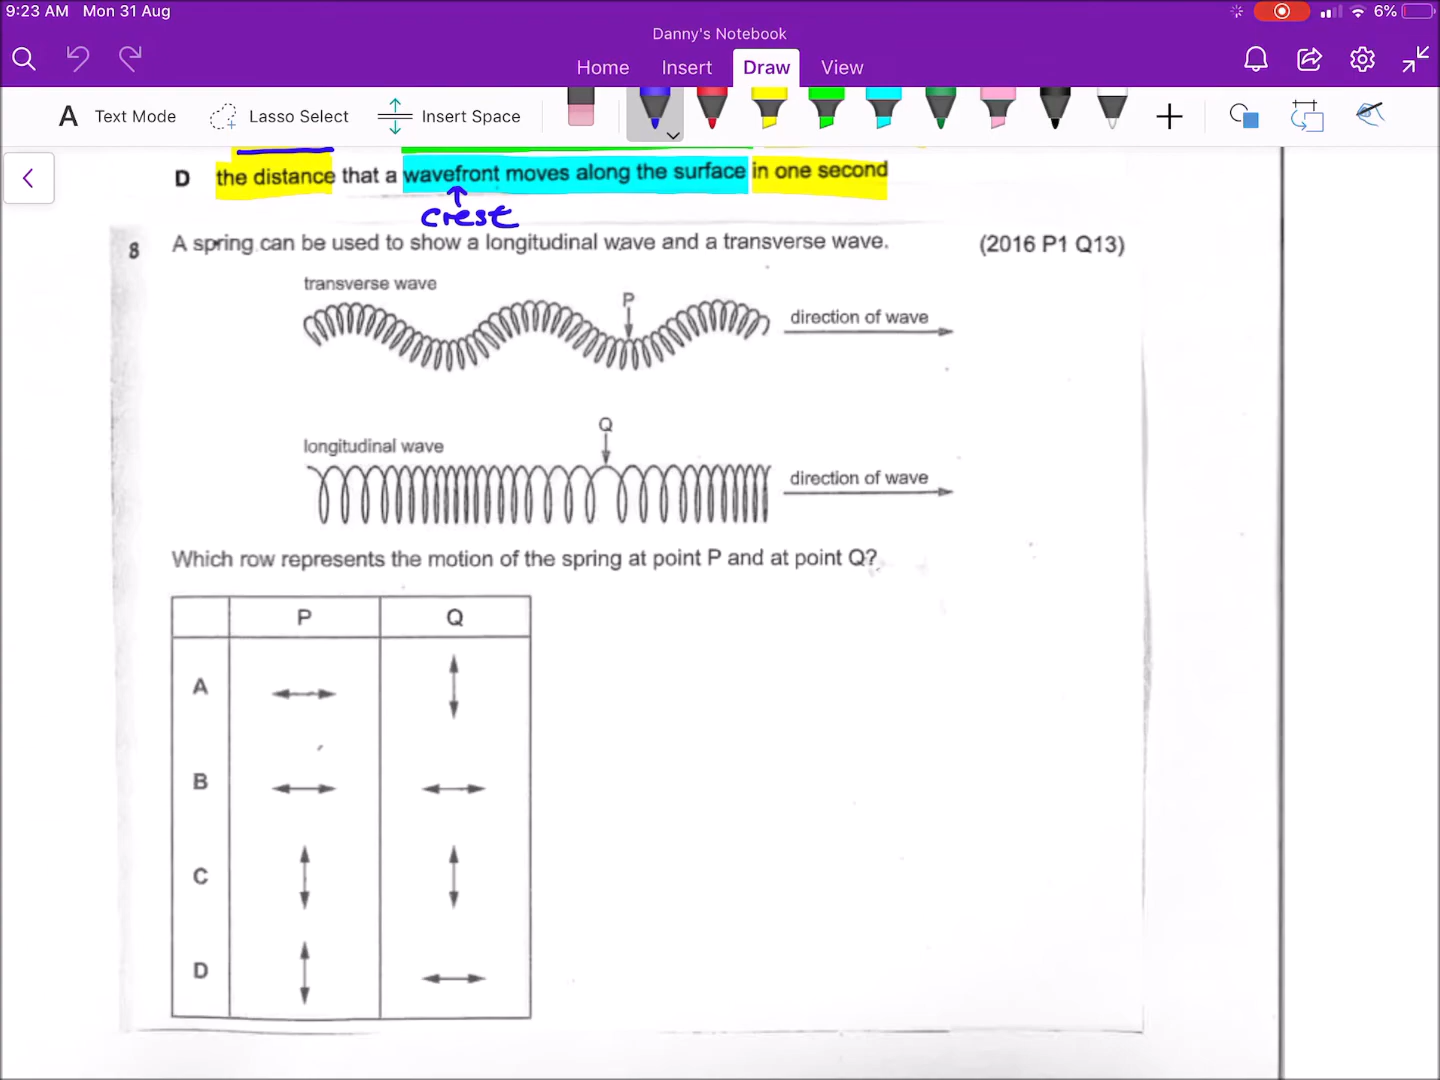 9:23 AM Mon 31 Aug
6%
Danny's Notebook
Home Insert Draw View
A Text Mode Lasso Select Insert Space
D the distance that a wavefront moves along the surface in one second
crest
8 A spring can be used to show a longitudinal wave and a transverse wave. (2016 P1 Q13)
transverse wave
P
direction of wave
Q
longitudinal wave
direction of wave
Which row represents the motion of the spring at point P and at point Q?
P Q
A
B
C
D